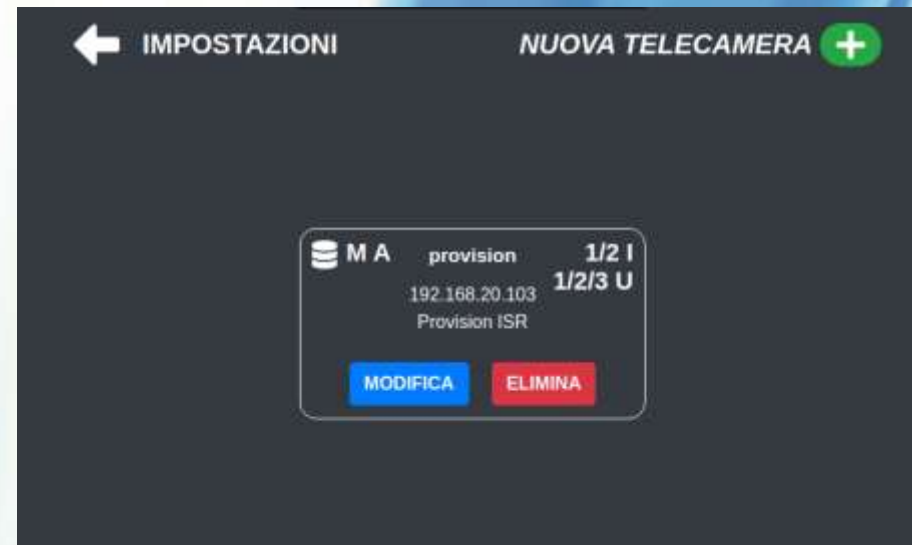 IMPOSTAZIONI
NUOVA TELECAMERA
M A
provision
1/2 I
1/2/3 U
192.168.20.103
Provision ISR
MODIFICA
ELIMINA